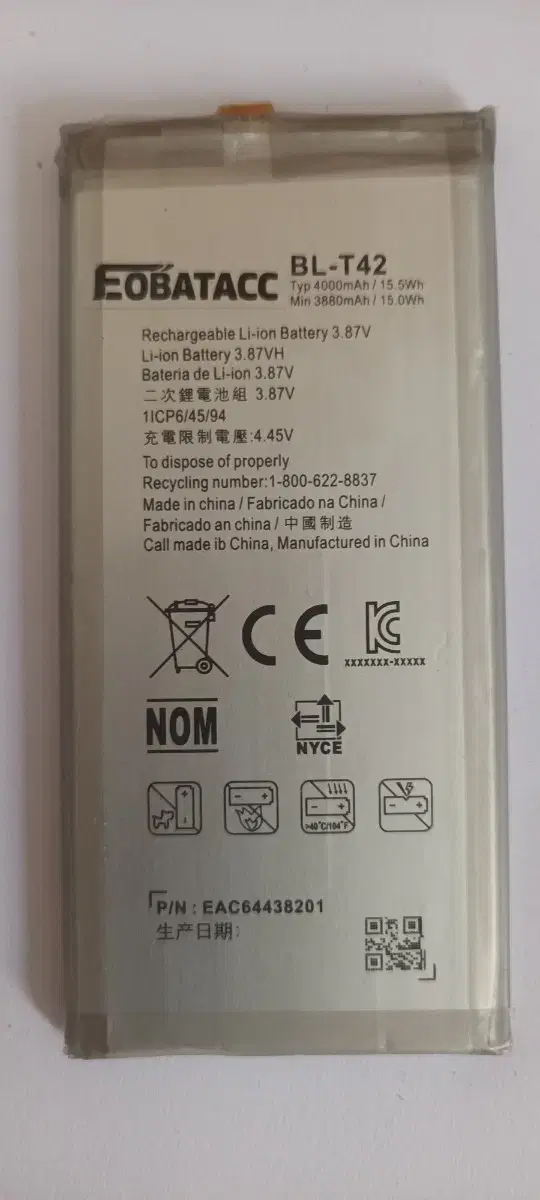 EOBATACC
BL-T42
Typ 4000mAh / 15.5Wh
Min 3880mAh / 15.0Wh
Rechargeable Li-ion Battery 3.87V
Li-ion Battery 3.87VH
Bateria de Li-ion 3.87V
二次鋰電池組 3.87V
1ICP6/45/94
充電限制電壓:4.45V
To dispose of properly
Recycling number:1-800-622-8837
Made in china / Fabricado na China /
Fabricado an china / 中國制造
Call made ib China, Manufactured in China
CE
KC
xxxxxxx-xxxxx
NOM
NYCE
>40°C/104°F
P/N : EAC64438201
生产日期: